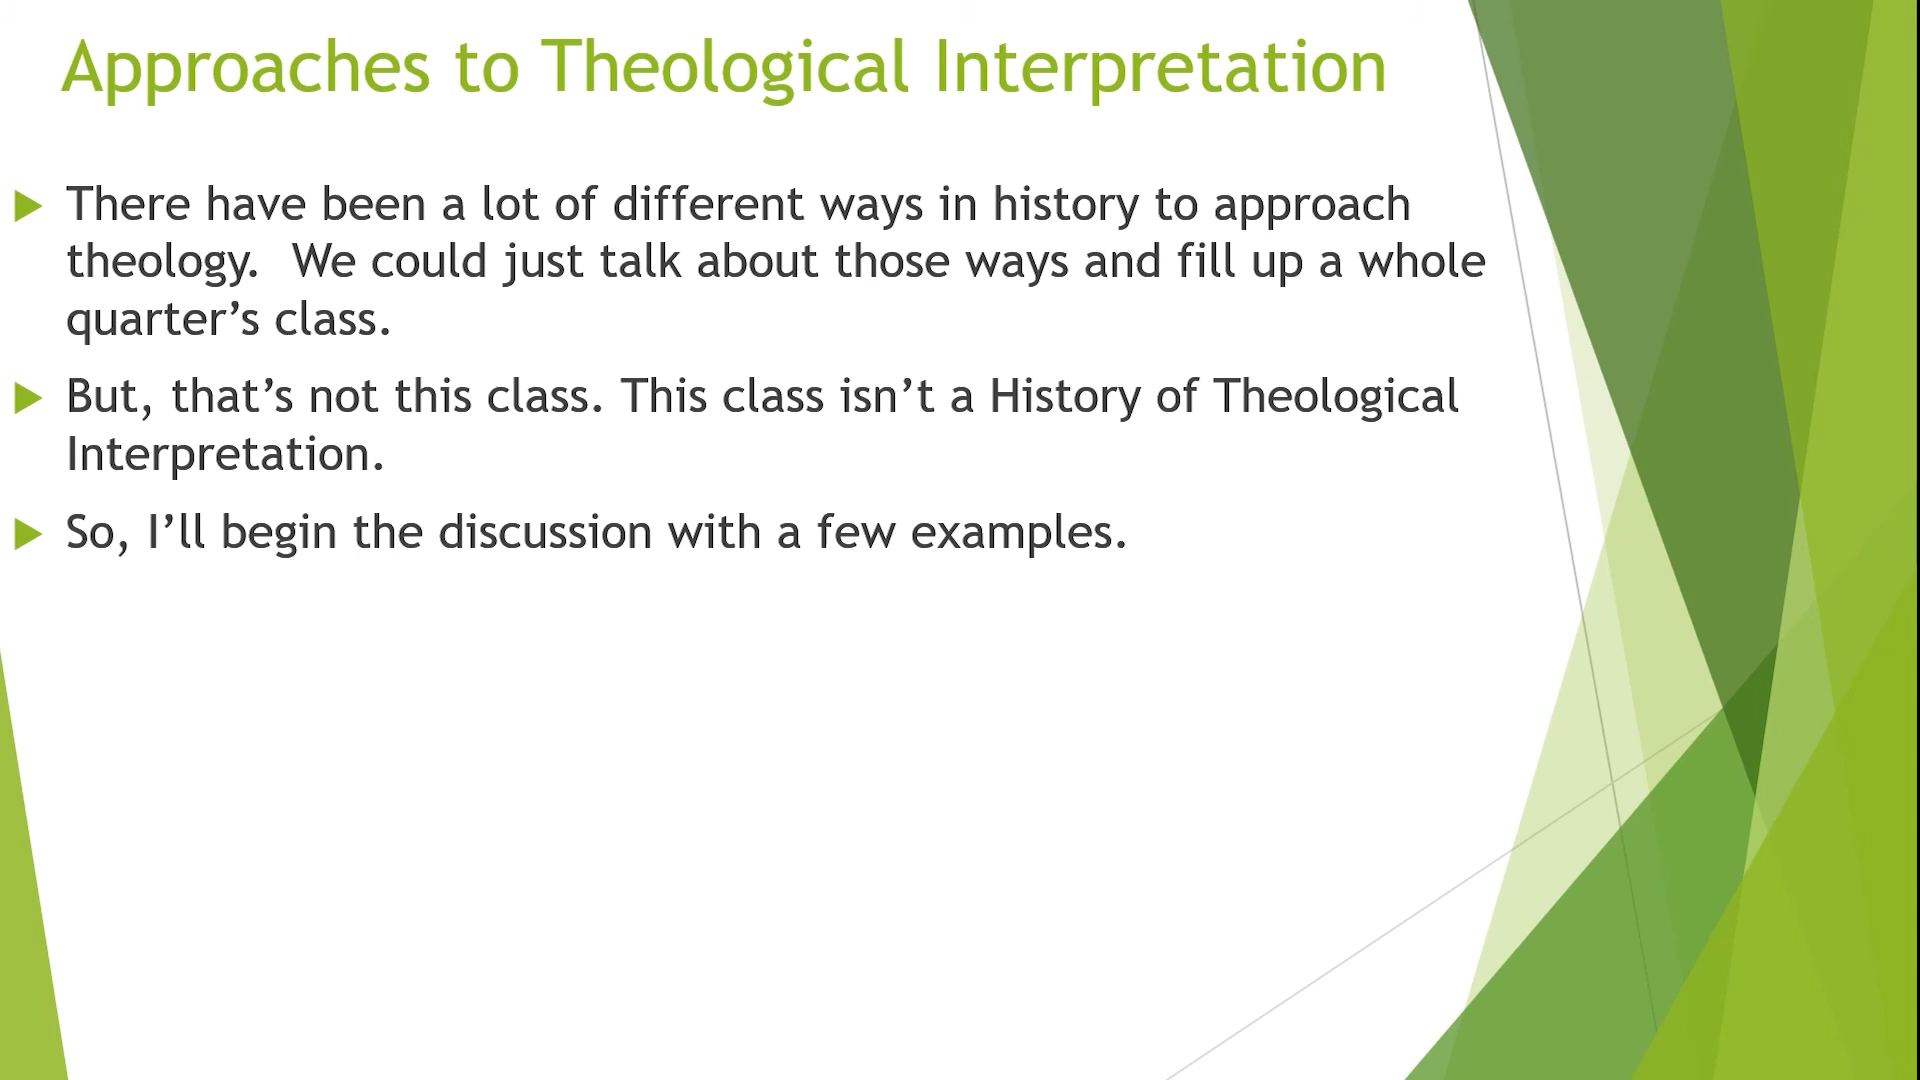 Approaches to Theological Interpretation
There have been a lot of different ways in history to approach
theology.  We could just talk about those ways and fill up a whole
quarter’s class.
But, that’s not this class. This class isn’t a History of Theological
Interpretation.
So, I’ll begin the discussion with a few examples.